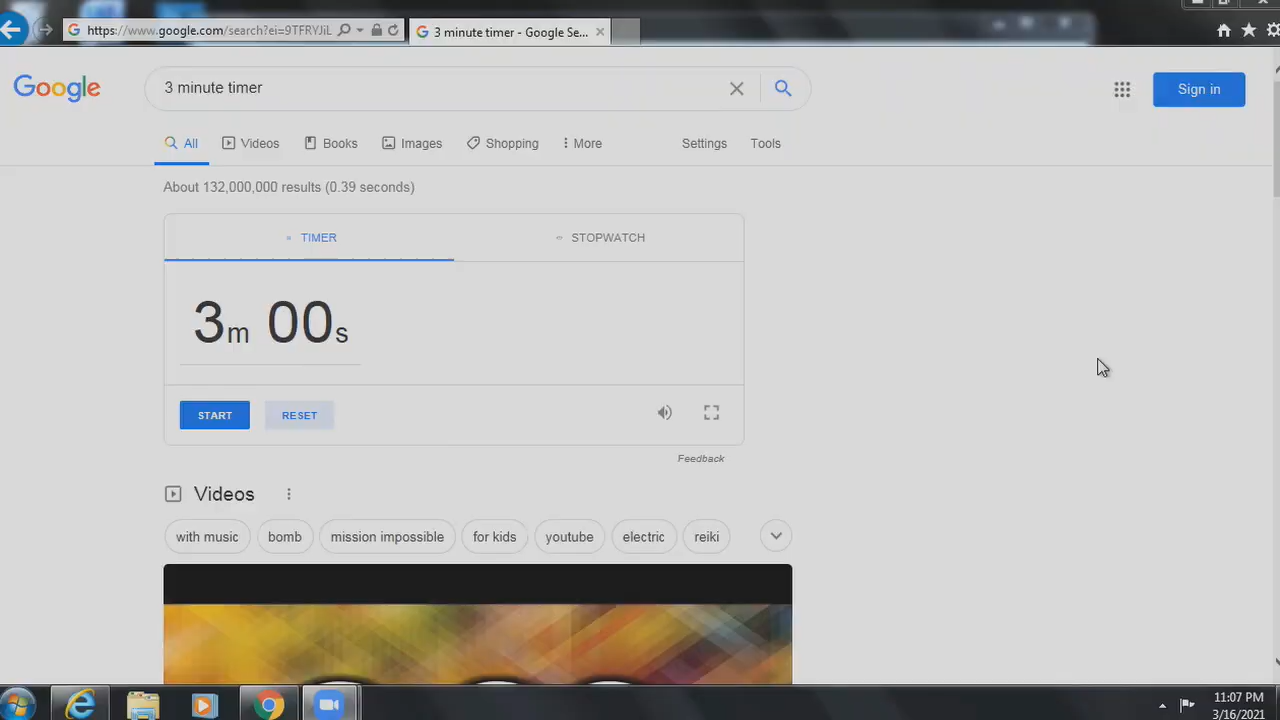 https://www.google.com/search?ei=9TFRYJiL
3 minute timer - Google Se...
Google
3 minute timer
Sign in
All
Videos
Books
Images
Shopping
More
Settings
Tools
About 132,000,000 results (0.39 seconds)
TIMER
STOPWATCH
3m 00s
START
RESET
Feedback
Videos
with music
bomb
mission impossible
for kids
youtube
electric
reiki
11:07 PM
3/16/2021